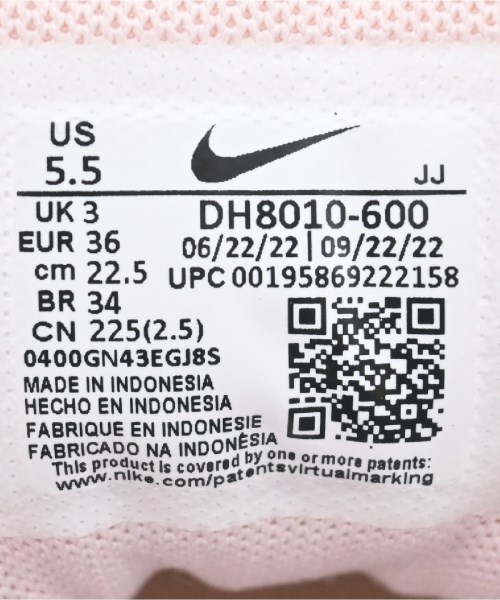 US
5.5
JJ
UK 3
EUR 36
cm 22.5
BR 34
CN 225(2.5)
DH8010-600
06/22/22 | 09/22/22
UPC 00195869222158
0400GN43EGJ8S
MADE IN INDONESIA
HECHO EN INDONESIA
FABRIQUE EN INDONESIE
FABRICADO NA INDONÉSIA
This product is covered by one or more patents:
www.nike.com/patentsvirtualmarking